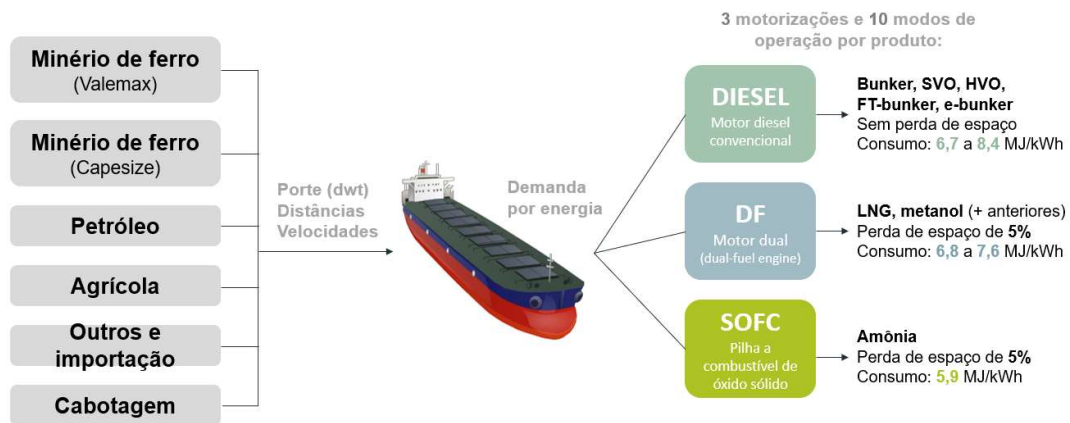 3 motorizações e 10 modos de
operação por produto:
Minério de ferro
(Valemax)
Minério de ferro
(Capesize)
Petróleo
Agrícola
Outros e
importação
Cabotagem
Porte (dwt)
Distâncias
Velocidades
Demanda
por energia
DIESEL
Motor diesel
convencional
Bunker, SVO, HVO,
FT-bunker, e-bunker
Sem perda de espaço
Consumo: 6,7 a 8,4 MJ/kWh
DF
Motor dual
(dual-fuel engine)
LNG, metanol (+ anteriores)
Perda de espaço de 5%
Consumo: 6,8 a 7,6 MJ/kWh
SOFC
Pilha a
combustível de
óxido sólido
Amônia
Perda de espaço de 5%
Consumo: 5,9 MJ/kWh